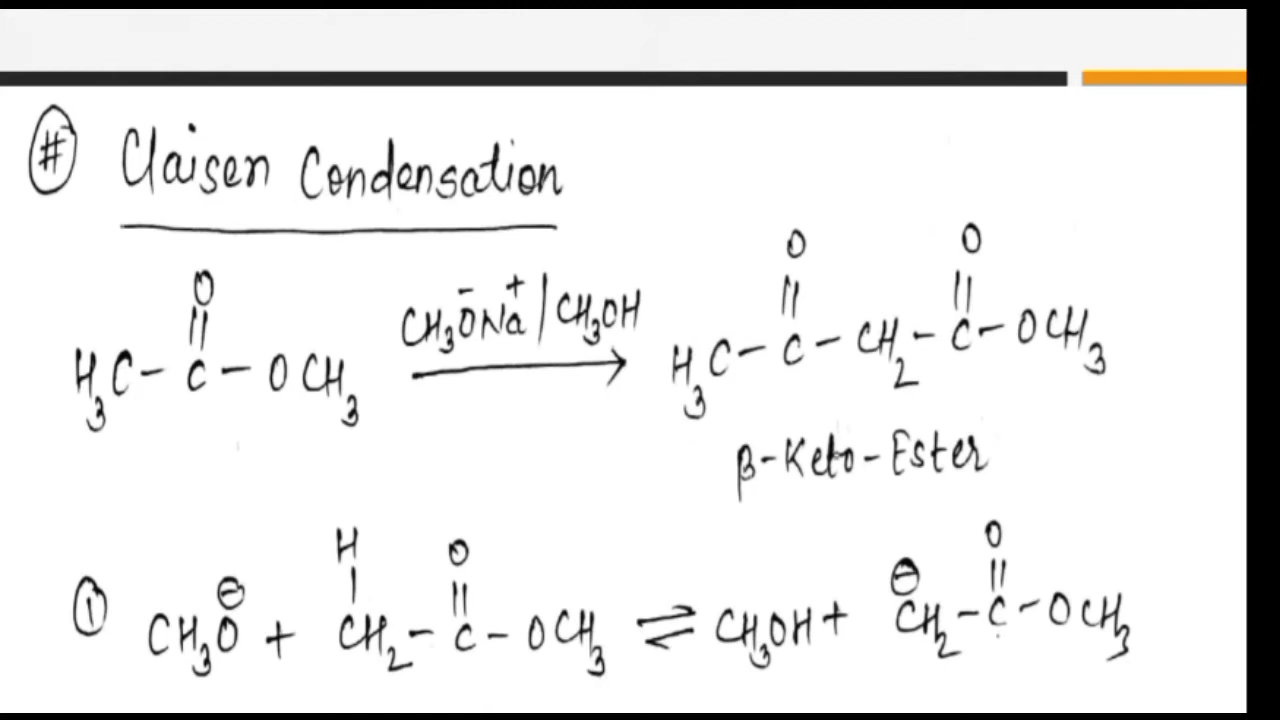 # Claisen Condensation
O O O
|| || ||
H3C - C - OCH3 CH3O- Na+ / CH3OH → H3C - C - CH2 - C - OCH3
β-Keto-Ester
H O ⊖ O
| || ||
① CH3O⊖ + CH2 - C - OCH3 ⇌ CH3OH + CH2 - C - OCH3